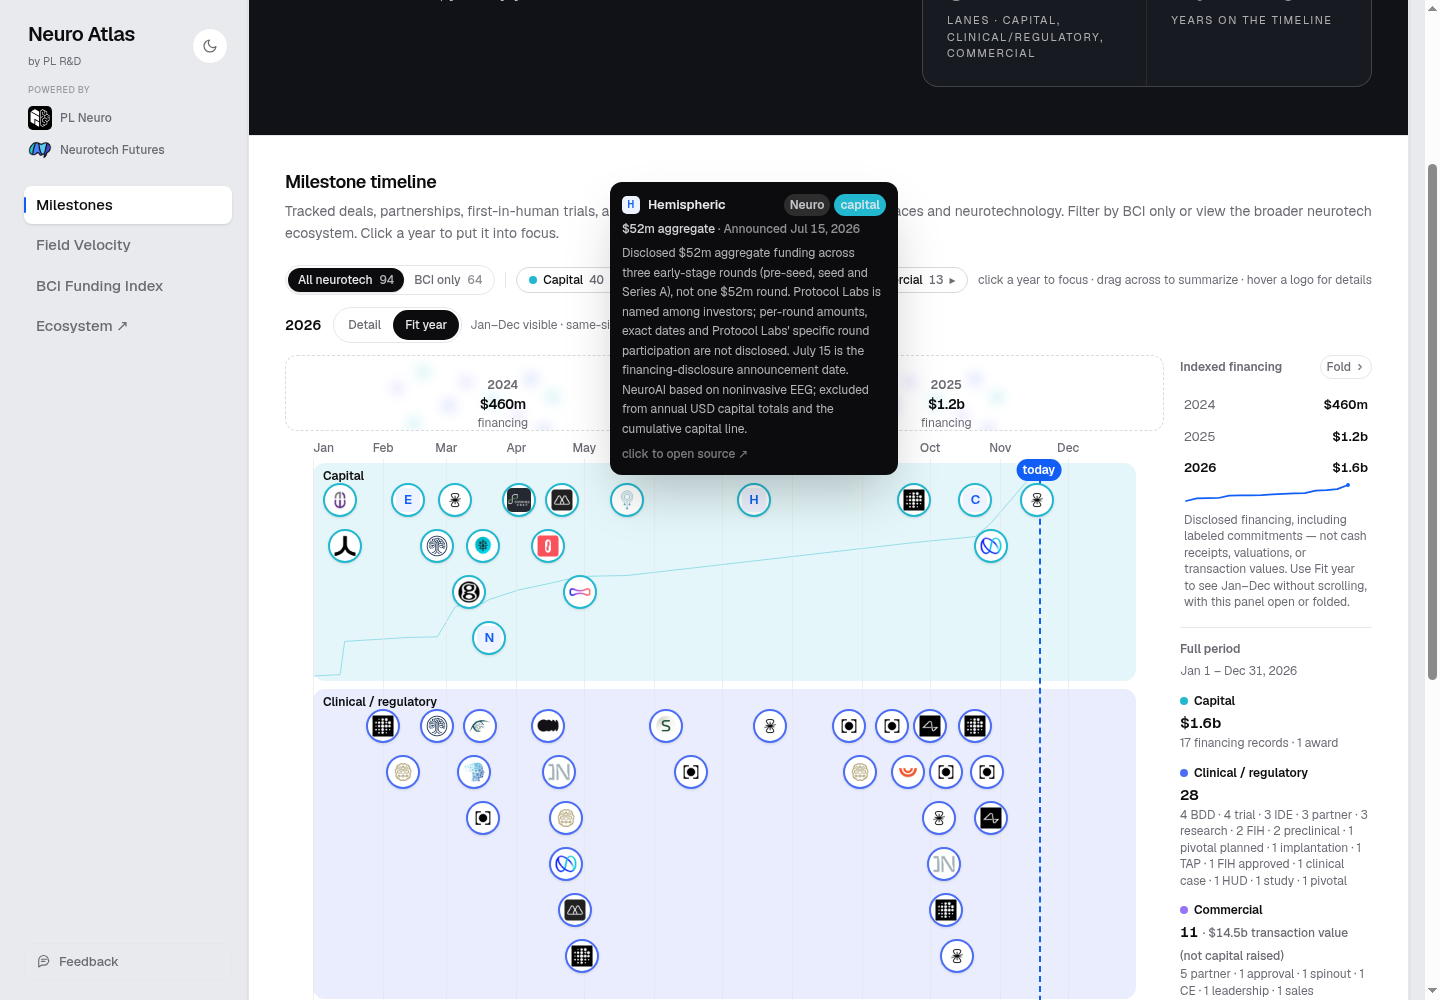 Neuro Atlas
by PL R&D
POWERED BY
PL Neuro
Neurotech Futures
Milestones
Field Velocity
BCI Funding Index
Ecosystem ↗
Feedback
LANES · CAPITAL,
CLINICAL/REGULATORY,
COMMERCIAL
YEARS ON THE TIMELINE
Milestone timeline
Tracked deals, partnerships, first-in-human trials, a
aces and neurotechnology. Filter by BCI only or view the broader neurotech
ecosystem. Click a year to put it into focus.
All neurotech 94
BCI only 64
Capital 40
rcial 13 ▸
click a year to focus · drag across to summarize · hover a logo for details
2026
Detail
Fit year
Jan–Dec visible · same-si
H
Hemispheric
Neuro
capital
$52m aggregate · Announced Jul 15, 2026
Disclosed $52m aggregate funding across
three early-stage rounds (pre-seed, seed and
Series A), not one $52m round. Protocol Labs is
named among investors; per-round amounts,
exact dates and Protocol Labs' specific round
participation are not disclosed. July 15 is the
financing-disclosure announcement date.
NeuroAI based on noninvasive EEG; excluded
from annual USD capital totals and the
cumulative capital line.
click to open source ↗
2024
$460m
financing
2025
$1.2b
financing
Jan Feb Mar Apr May Oct Nov Dec
today
Capital
E
H
C
N
Clinical / regulatory
S
Indexed financing
Fold ›
2024 $460m
2025 $1.2b
2026 $1.6b
Disclosed financing, including
labeled commitments — not cash
receipts, valuations, or
transaction values. Use Fit year
to see Jan–Dec without scrolling,
with this panel open or folded.
Full period
Jan 1 – Dec 31, 2026
Capital
$1.6b
17 financing records · 1 award
Clinical / regulatory
28
4 BDD · 4 trial · 3 IDE · 3 partner · 3
research · 2 FIH · 2 preclinical · 1
pivotal planned · 1 implantation · 1
TAP · 1 FIH approved · 1 clinical
case · 1 HUD · 1 study · 1 pivotal
Commercial
11 · $14.5b transaction value
(not capital raised)
5 partner · 1 approval · 1 spinout · 1
CE · 1 leadership · 1 sales